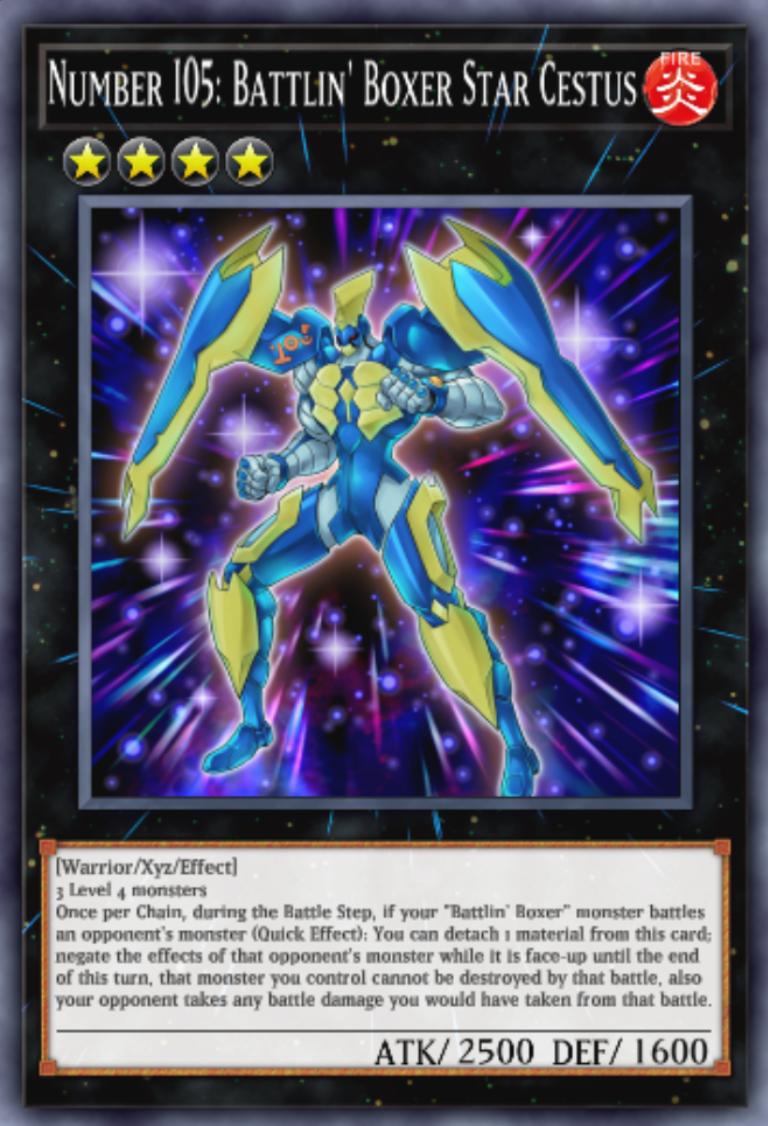 NUMBER 105: BATTLIN' BOXER STAR CESTUS
FIRE
炎
105
[Warrior/Xyz/Effect]
3 Level 4 monsters
Once per Chain, during the Battle Step, if your "Battlin' Boxer" monster battles
an opponent's monster (Quick Effect): You can detach 1 material from this card;
negate the effects of that opponent's monster while it is face-up until the end
of this turn, that monster you control cannot be destroyed by that battle, also
your opponent takes any battle damage you would have taken from that battle.
ATK/ 2500 DEF/ 1600